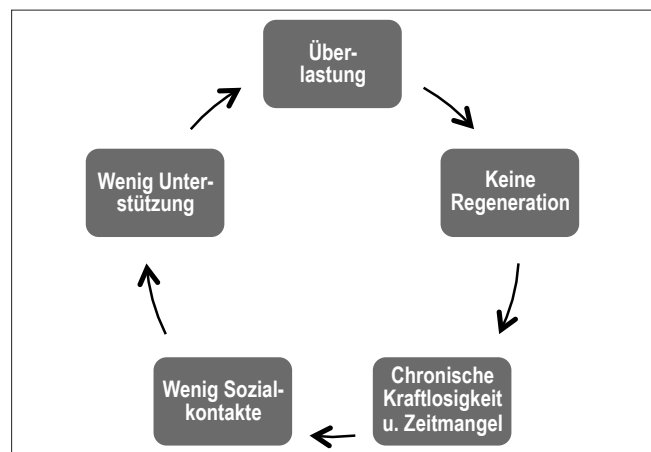 Über-
lastung
Keine
Regeneration
Chronische
Kraftlosigkeit
u. Zeitmangel
Wenig Sozial-
kontakte
Wenig Unter-
stützung